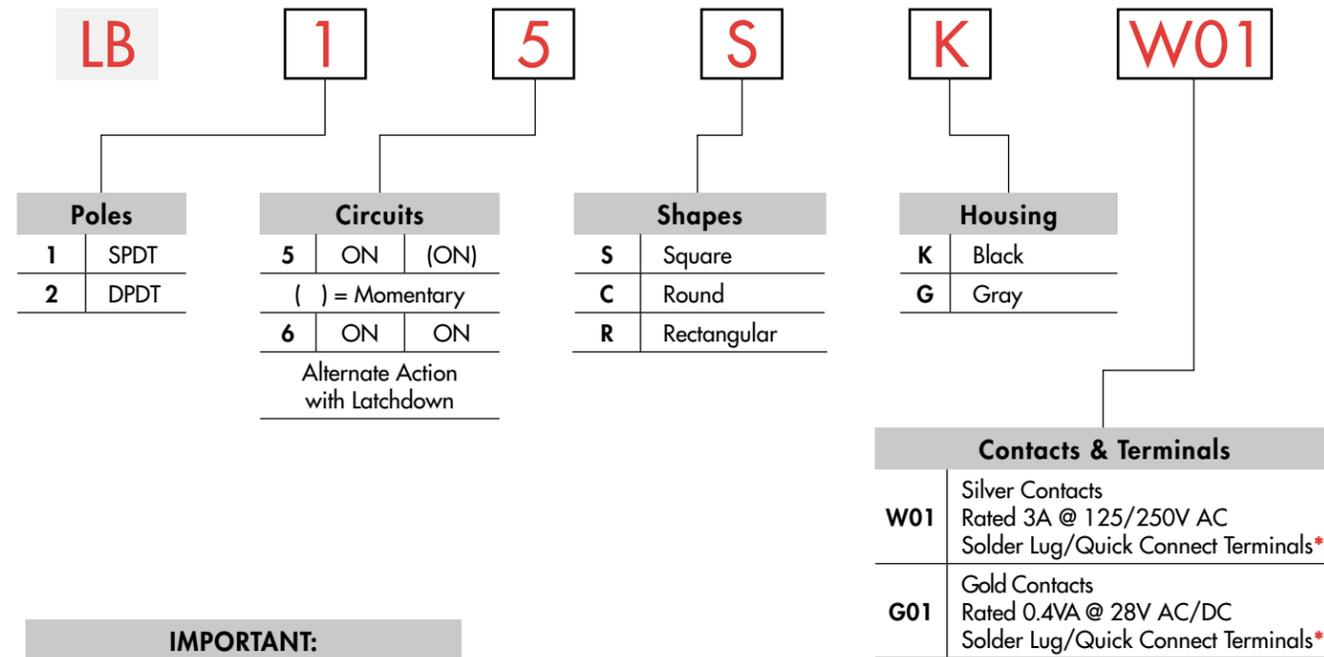 LB 1 5 S K W01
Poles
1 SPDT
2 DPDT
Circuits
5 ON (ON)
( ) = Momentary
6 ON ON
Alternate Action
with Latchdown
Shapes
S Square
C Round
R Rectangular
Housing
K Black
G Gray
Contacts & Terminals
W01
Silver Contacts
Rated 3A @ 125/250V AC
Solder Lug/Quick Connect Terminals*
G01
Gold Contacts
Rated 0.4VA @ 28V AC/DC
Solder Lug/Quick Connect Terminals*
IMPORTANT: